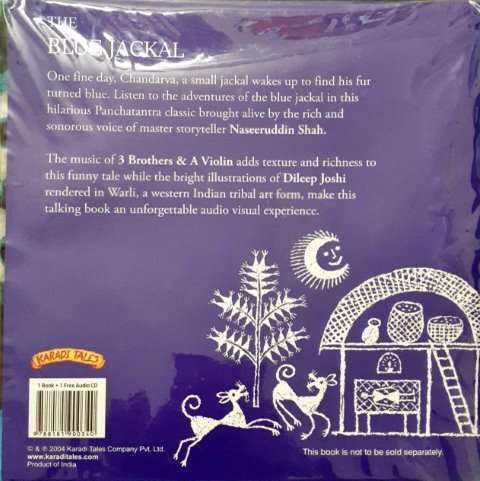 THE
BLUE JACKAL
One fine day, Chandarva, a small jackal wakes up to find his fur
turned blue. Listen to the adventures of the blue jackal in this
hilarious Panchatantra classic brought alive by the rich and
sonorous voice of master storyteller Naseeruddin Shah.
The music of 3 Brothers & A Violin adds texture and richness to
this funny tale while the bright illustrations of Dileep Joshi
rendered in Warli, a western Indian tribal art form, make this
talking book an unforgettable audio visual experience.
KARADI TALES
1 Book + 1 Free Audio CD
9788181900340
© & ℗ 2004 Karadi Tales Company Pvt. Ltd.
www.karaditales.com
Product of India
This book is not to be sold separately.